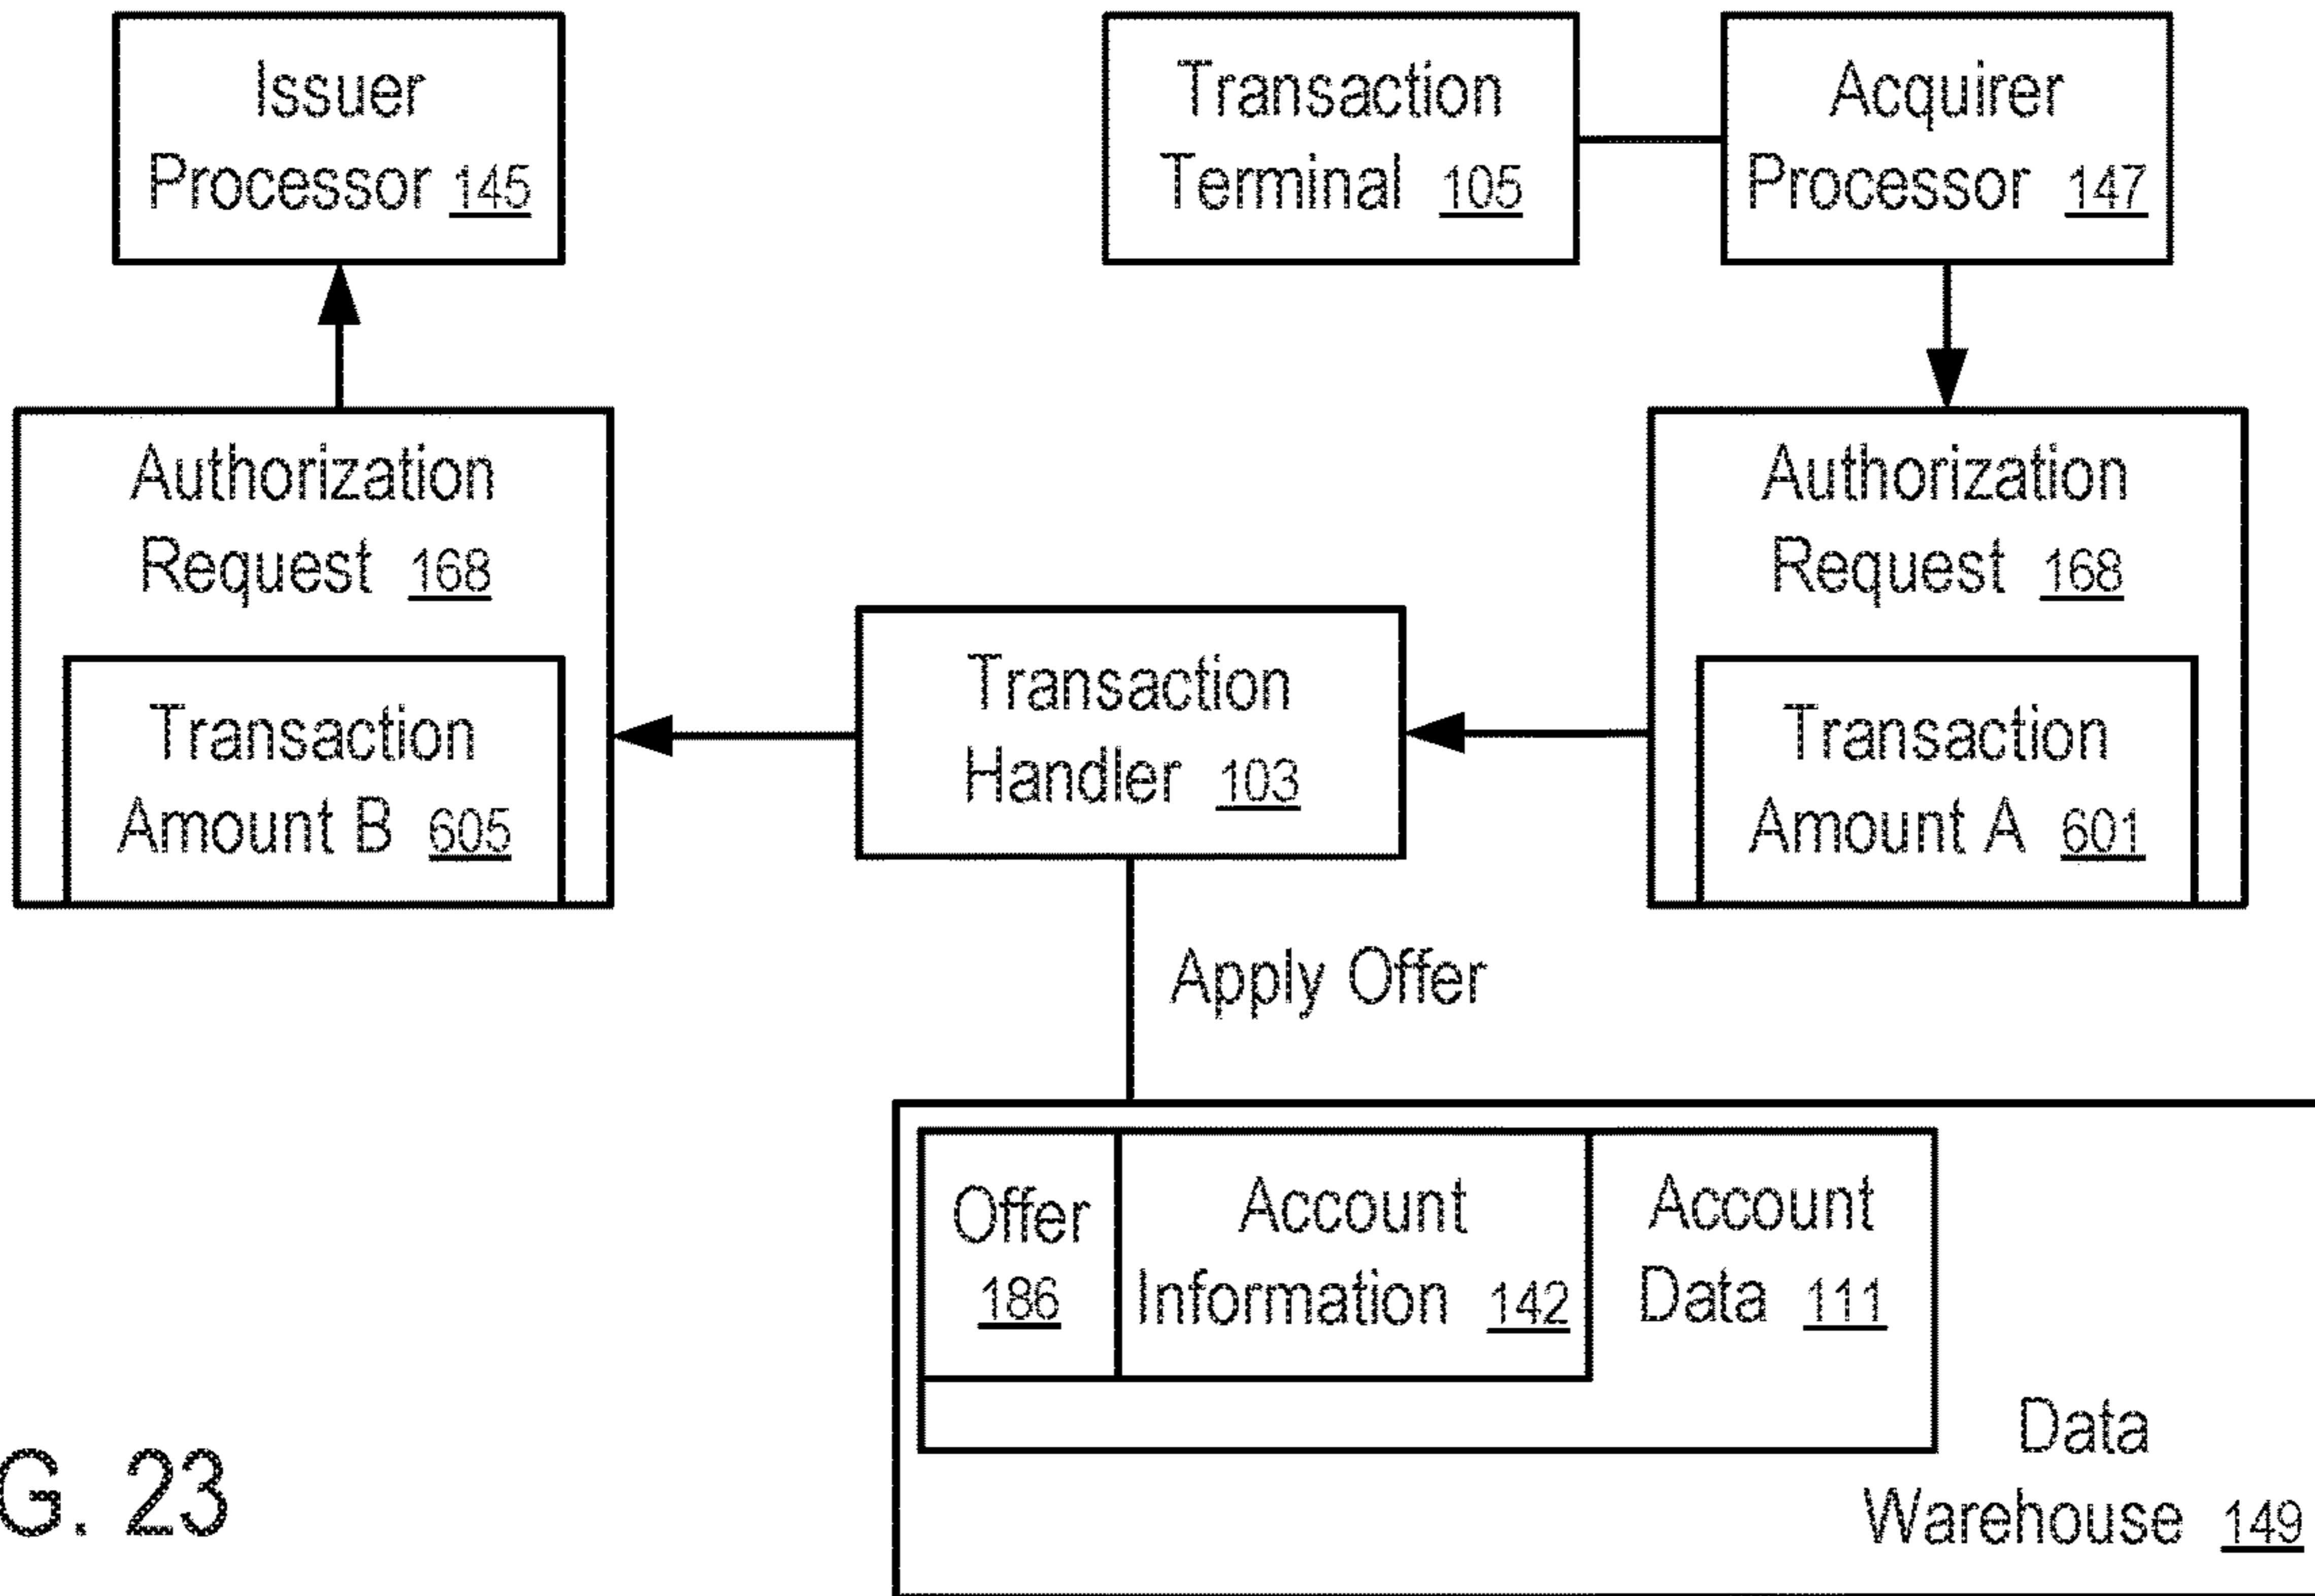 Issuer
Processor 145
Transaction
Terminal 105
Acquirer
Processor 147
Authorization
Request 168
Transaction
Amount B 605
Transaction
Handler 103
Authorization
Request 168
Transaction
Amount A 601
Apply Offer
Offer
186
Account
Information 142
Account
Data 111
Data
Warehouse 149
G. 23